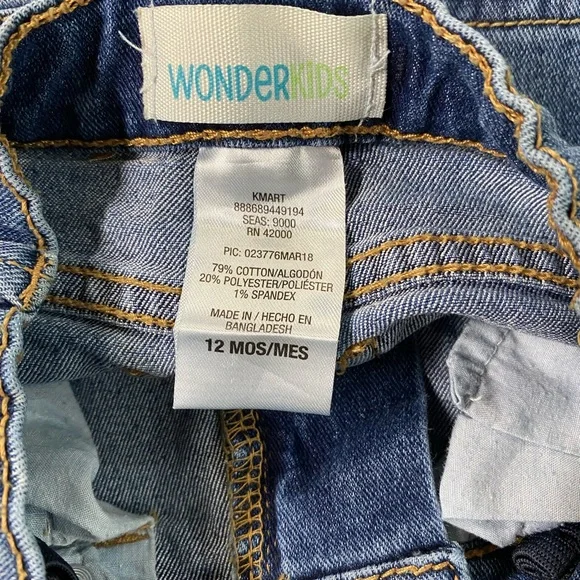 WONDERKIDS
KMART
888689449194
SEAS: 9000
RN 42000
PIC: 023776MAR18
79% COTTON/ALGODÓN
20% POLYESTER/POLIÉSTER
1% SPANDEX
MADE IN / HECHO EN
BANGLADESH
12 MOS/MES